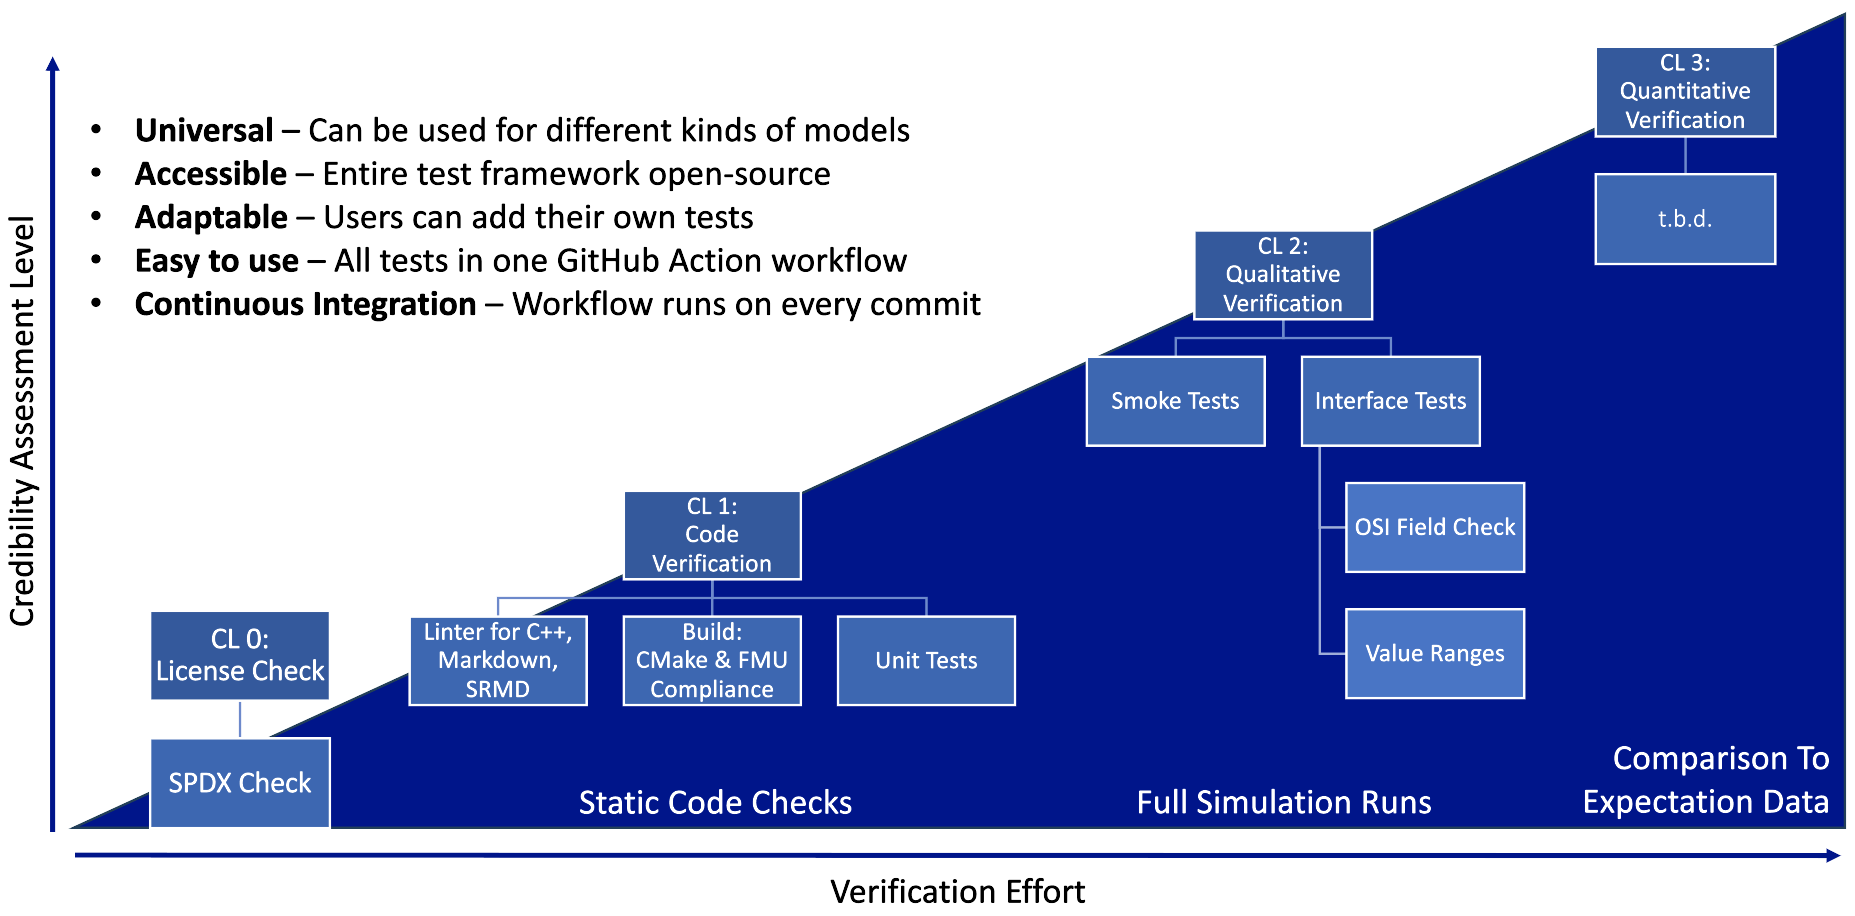 Credibility Assessment Level
• Universal – Can be used for different kinds of models
• Accessible – Entire test framework open-source
• Adaptable – Users can add their own tests
• Easy to use – All tests in one GitHub Action workflow
• Continuous Integration – Workflow runs on every commit
CL 0:
License Check
SPDX Check
CL 1:
Code
Verification
Linter for C++,
Markdown,
SRMD
Build:
CMake & FMU
Compliance
Unit Tests
Static Code Checks
CL 2:
Qualitative
Verification
Smoke Tests
Interface Tests
OSI Field Check
Value Ranges
Full Simulation Runs
CL 3:
Quantitative
Verification
t.b.d.
Comparison To
Expectation Data
Verification Effort